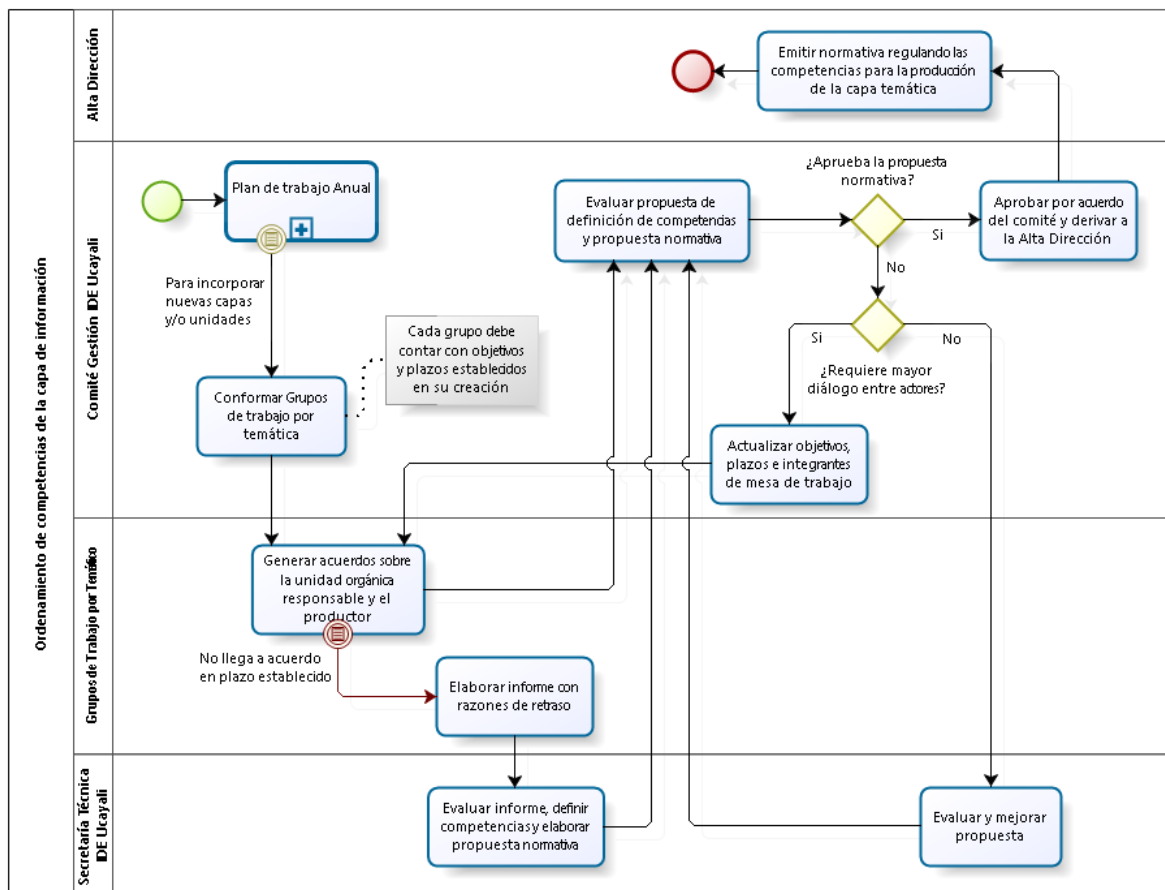 Ordenamiento de competencias de la capa de información
Alta Dirección
Emitir normativa regulando las
competencias para la producción
de la capa temática
Comité Gestión IDE Ucayali
Plan de trabajo Anual
Para incorporar
nuevas capas
y/o unidades
Conformar Grupos
de trabajo por
temática
Cada grupo debe
contar con objetivos
y plazos establecidos
en su creación
Evaluar propuesta de
definición de competencias
y propuesta normativa
¿Aprueba la propuesta
normativa?
Si
No
Aprobar por acuerdo
del comité y derivar a
la Alta Dirección
Si
No
¿Requiere mayor
diálogo entre actores?
Actualizar objetivos,
plazos e integrantes
de mesa de trabajo
Grupos de Trabajo por Temático
Generar acuerdos sobre
la unidad orgánica
responsable y el
productor
No llega a acuerdo
en plazo establecido
Elaborar informe con
razones de retraso
Secretaría Técnica
IDE Ucayali
Evaluar informe, definir
competencias y elaborar
propuesta normativa
Evaluar y mejorar
propuesta